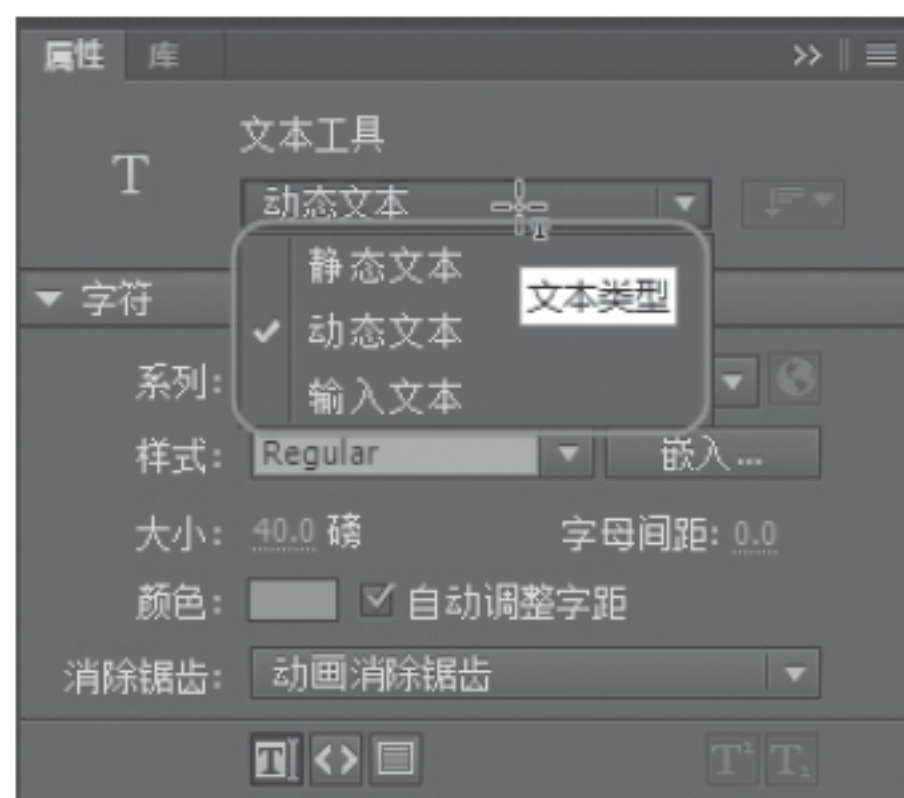 属性 库
文本工具
T
动态文本
静态文本
文本类型
字符
动态文本
系列:
输入文本
样式: Regular 嵌入...
大小: 40.0 磅 字母间距: 0.0
颜色: 自动调整字距
消除锯齿: 动画消除锯齿
T <> T¹ T₁